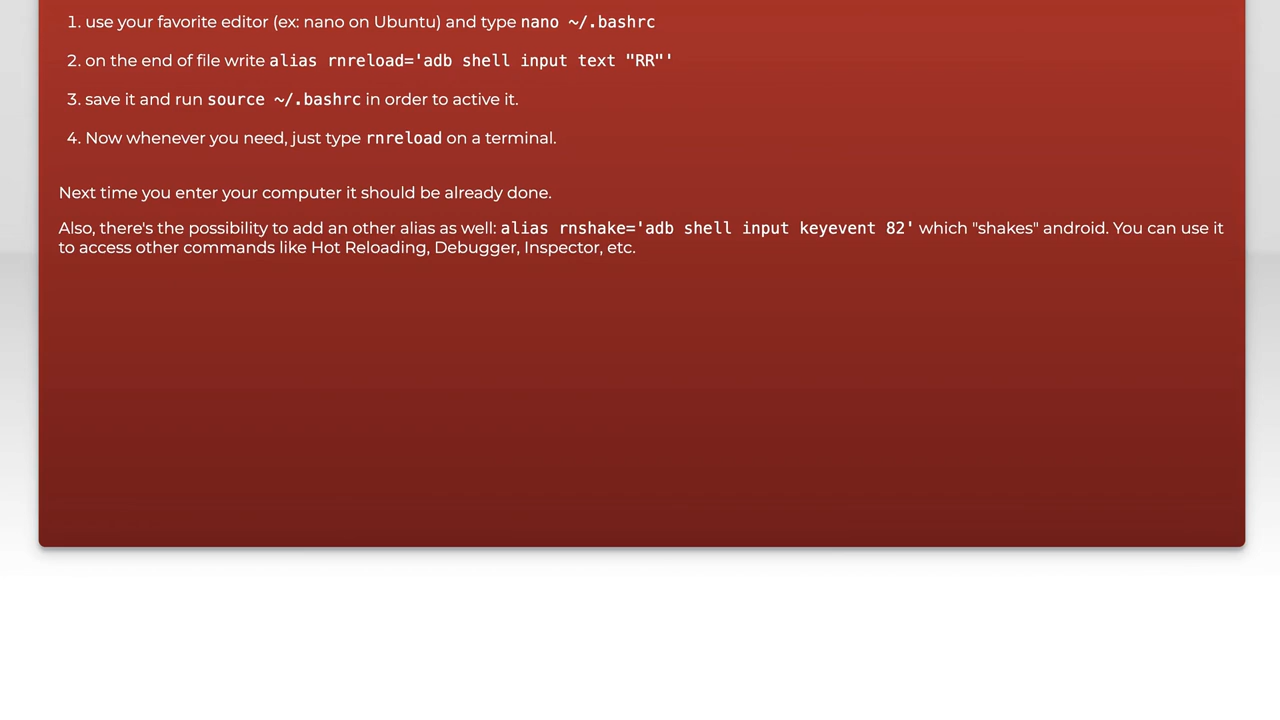 1. use your favorite editor (ex: nano on Ubuntu) and type nano ~/.bashrc
2. on the end of file write alias rnreload='adb shell input text "RR"'
3. save it and run source ~/.bashrc in order to active it.
4. Now whenever you need, just type rnreload on a terminal.
Next time you enter your computer it should be already done.
Also, there's the possibility to add an other alias as well: alias rnshake='adb shell input keyevent 82' which "shakes" android. You can use it
to access other commands like Hot Reloading, Debugger, Inspector, etc.